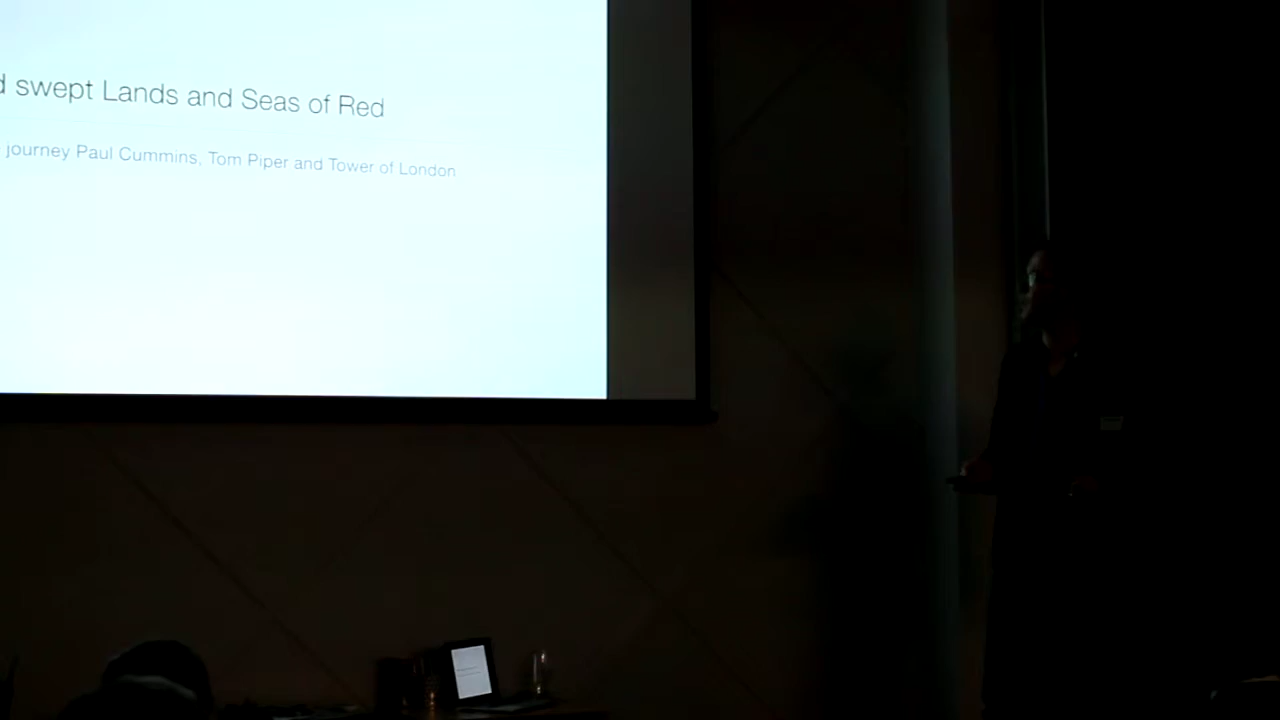 swept Lands and Seas of Red
journey Paul Cummins, Tom Piper and Tower of London